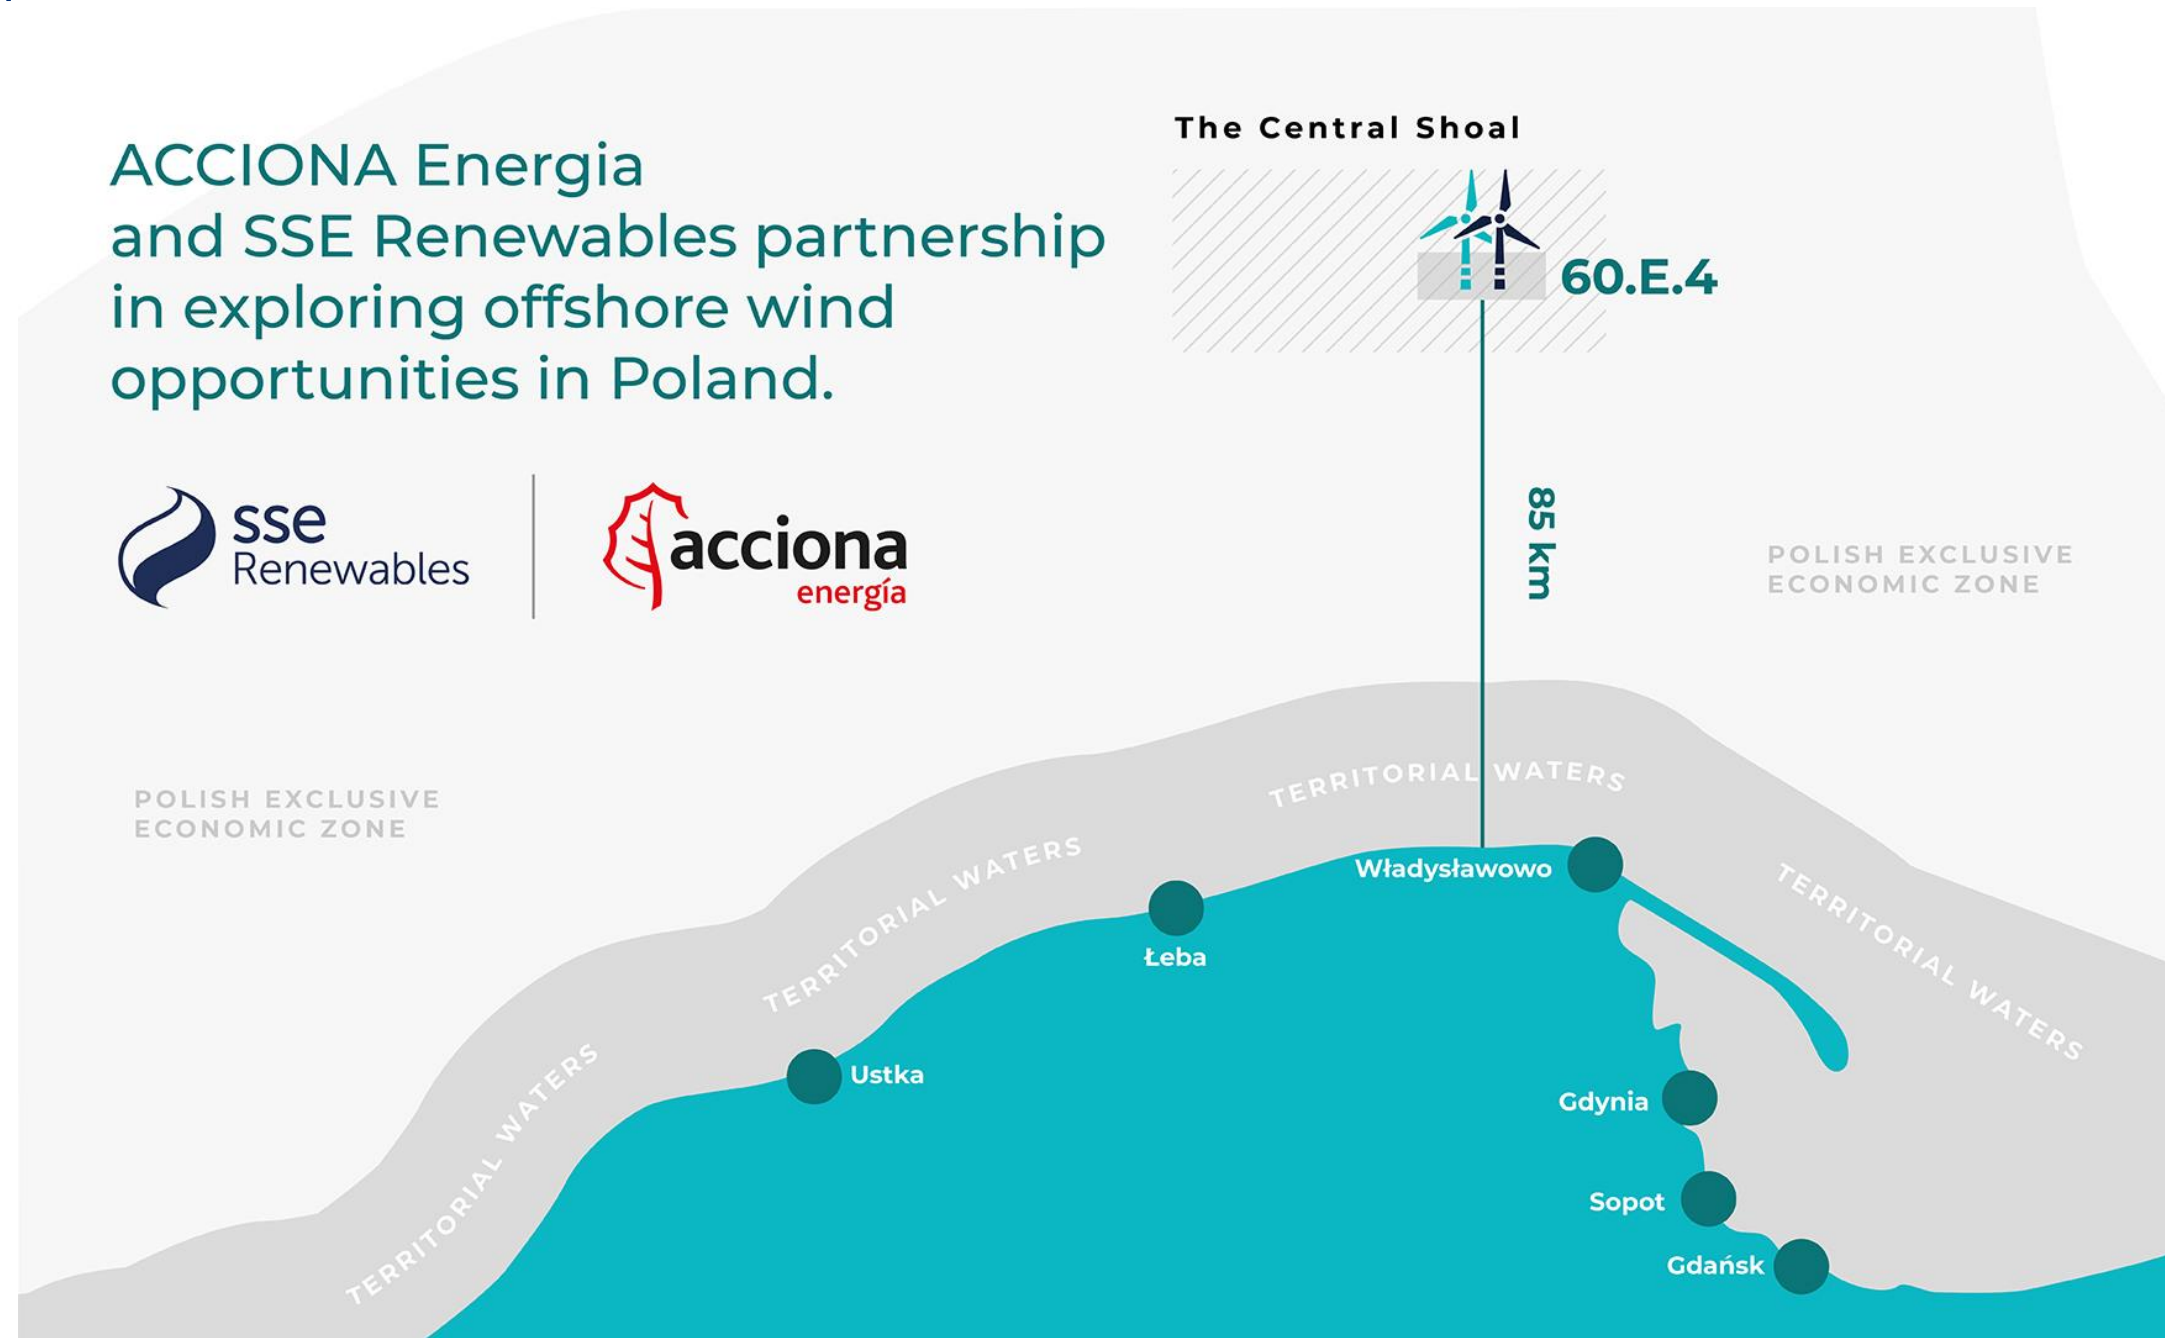 ACCIONA Energia
and SSE Renewables partnership
in exploring offshore wind
opportunities in Poland.
sse
Renewables
acciona
energía
The Central Shoal
60.E.4
85 km
POLISH EXCLUSIVE
ECONOMIC ZONE
POLISH EXCLUSIVE
ECONOMIC ZONE
TERRITORIAL WATERS
TERRITORIAL WATERS
TERRITORIAL WATERS
TERRITORIAL WATERS
Władysławowo
Łeba
Ustka
Gdynia
Sopot
Gdańsk